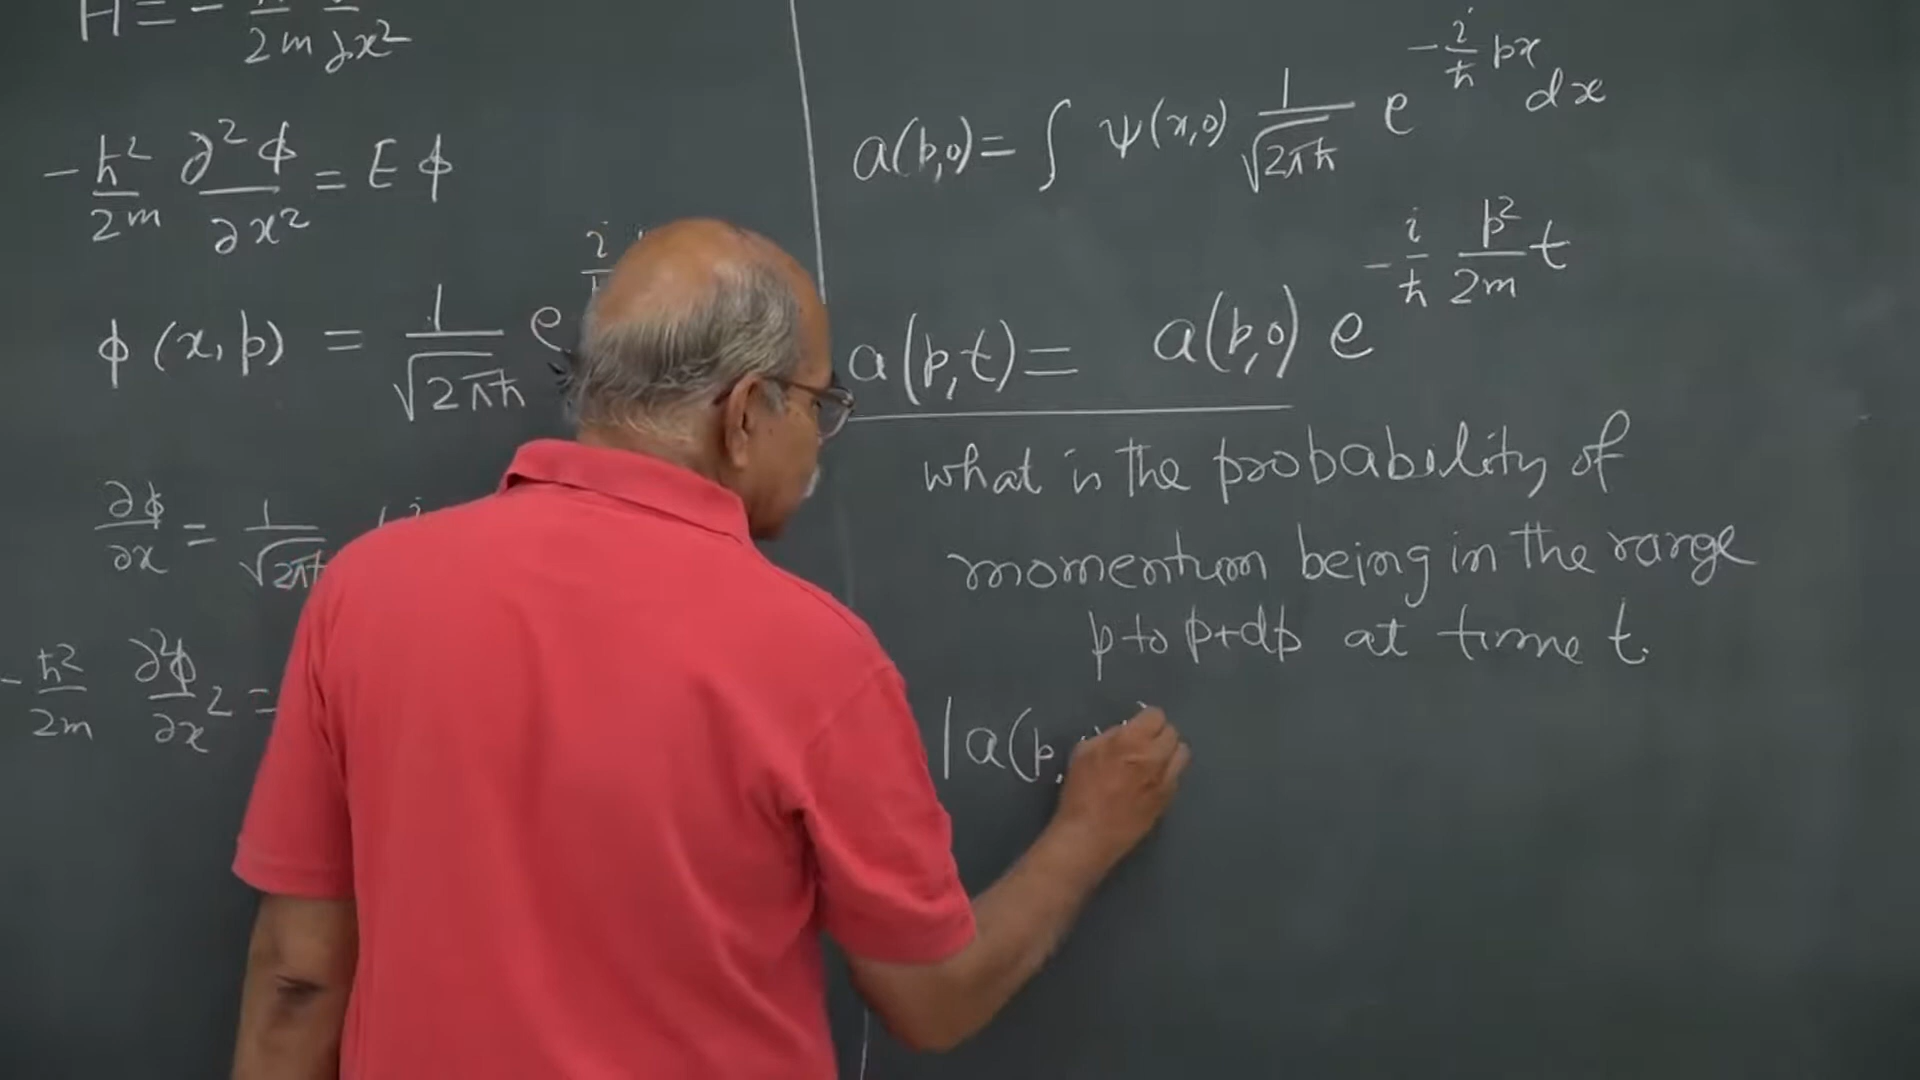 H = - ħ / 2m ∂x²
- ħ²/2m ∂²ϕ/∂x² = E ϕ
ϕ (x, p) = 1/√2πħ e^i
∂ϕ/∂x = 1/√2πħ i
- ħ²/2m ∂²ϕ/∂x² =
a(p,0) = ∫ ψ(x,0) 1/√2πħ e^(-i/ħ px) dx
a(p,t) = a(p,0) e^(-i/ħ p²/2m t)
what is the probability of
momentum being in the range
p to p+dp at time t.
|a(p,